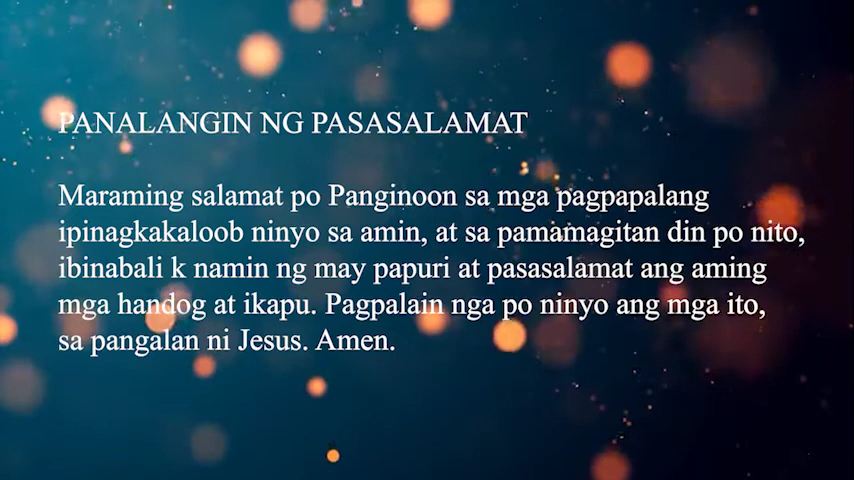 PANALANGIN NG PASASALAMAT
Maraming salamat po Panginoon sa mga pagpapalang
ipinagkakaloob ninyo sa amin, at sa pamamagitan din po nito,
ibinabali k namin ng may papuri at pasasalamat ang aming
mga handog at ikapu. Pagpalain nga po ninyo ang mga ito,
sa pangalan ni Jesus. Amen.